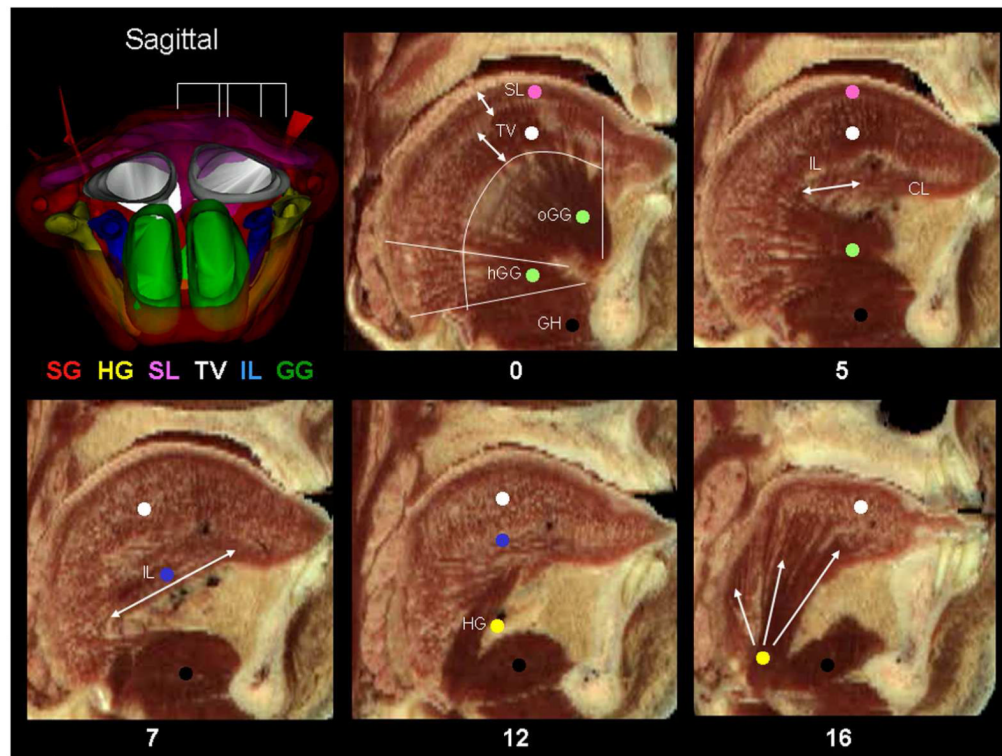 Sagittal
SG HG SL TV IL GG
SL
TV
oGG
hGG
GH
0
IL
CL
5
IL
7
HG
12
16